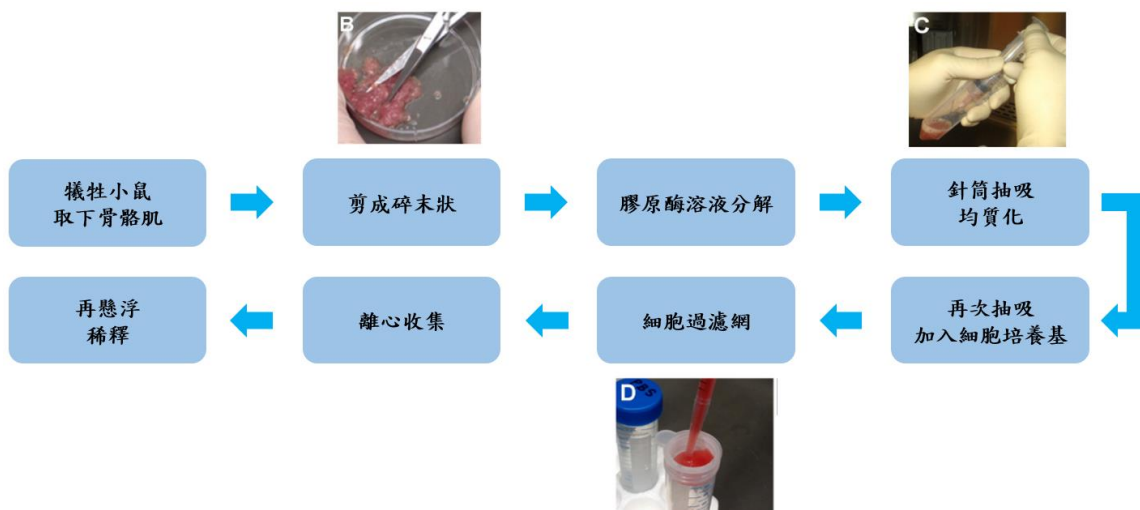 B
C
犠牲小鼠
取下骨骼肌
剪成碎末狀
膠原酶溶液分解
針筒抽吸
均質化
再次抽吸
加入細胞培養基
細胞過濾網
離心收集
再懸浮
稀釋
D
PBS